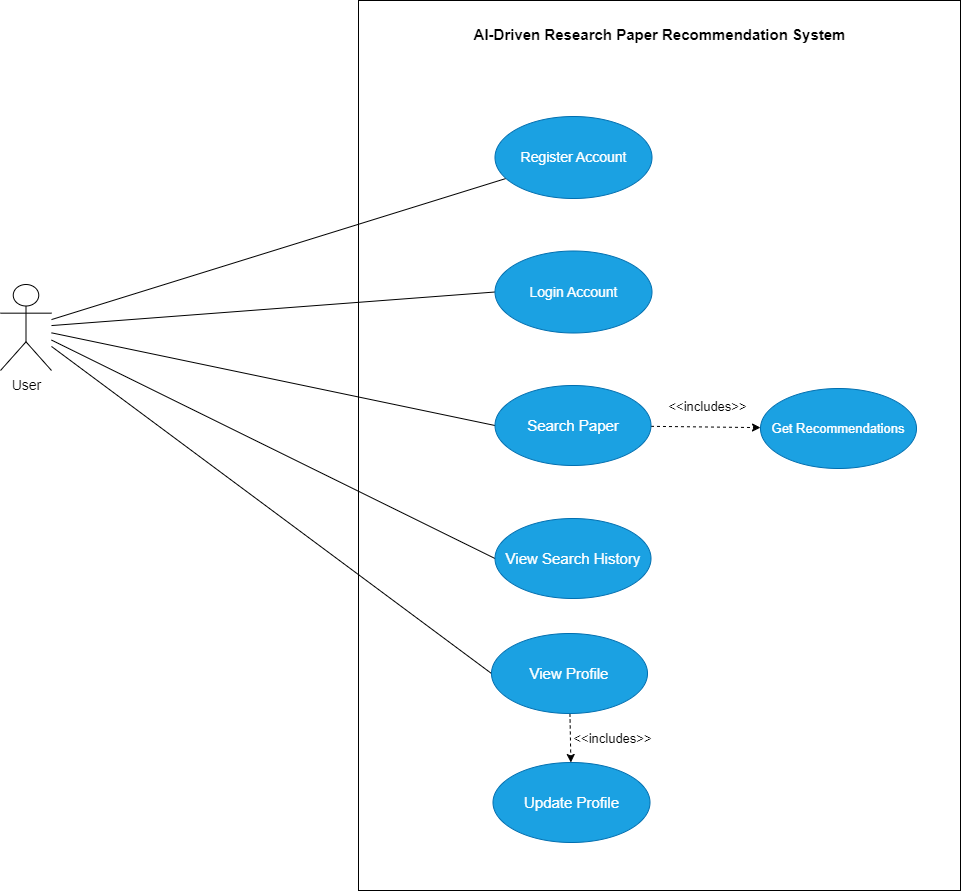 AI-Driven Research Paper Recommendation System
Register Account
Login Account
User
Search Paper
<<includes>>
Get Recommendations
View Search History
View Profile
<<includes>>
Update Profile